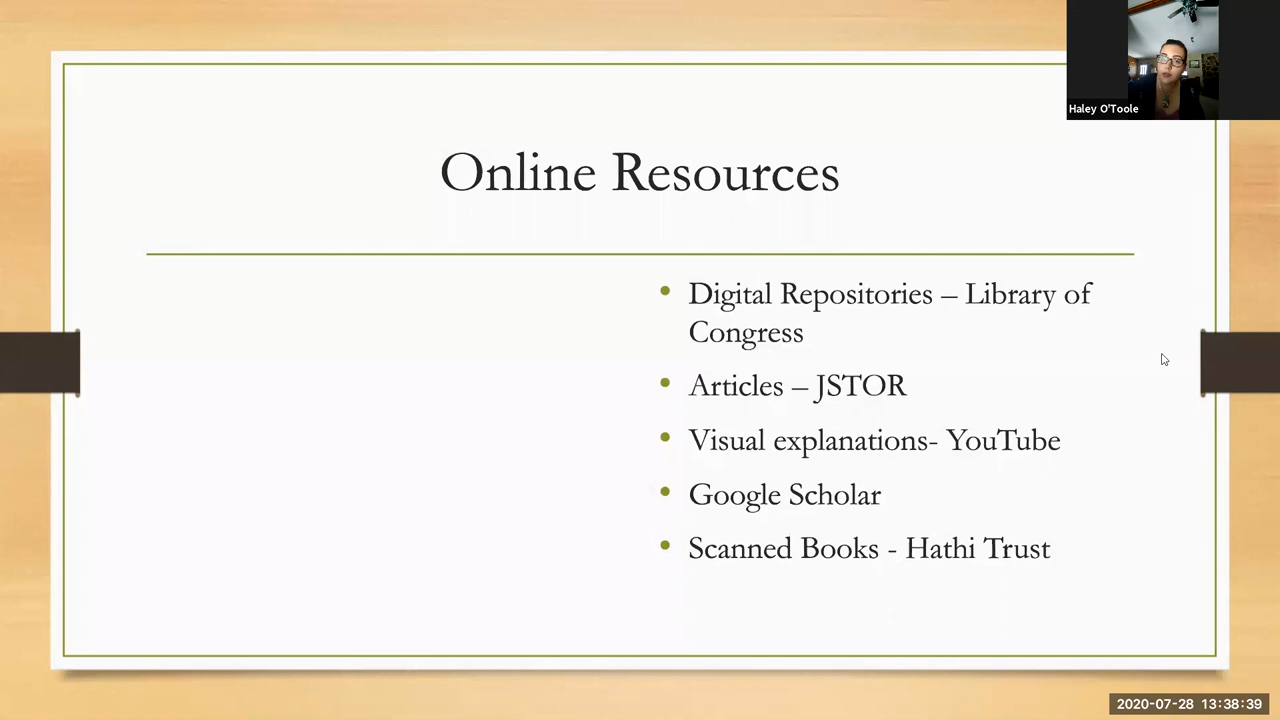 Haley O'Toole
Online Resources
• Digital Repositories – Library of
Congress
• Articles – JSTOR
• Visual explanations- YouTube
• Google Scholar
• Scanned Books - Hathi Trust
2020-07-28 13:38:39